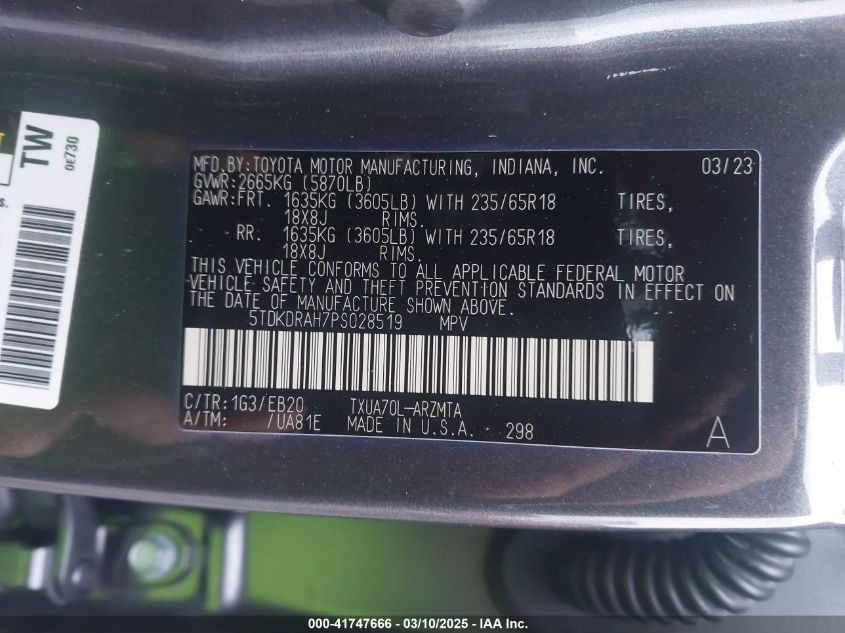 TW
0E730
s.
MFD.BY:TOYOTA MOTOR MANUFACTURING, INDIANA, INC. 03/23
GVWR:2665KG (5870LB)
GAWR:FRT. 1635KG (3605LB) WITH 235/65R18 TIRES,
18X8J RIMS.
RR. 1635KG (3605LB) WITH 235/65R18 TIRES,
18X8J RIMS.
THIS VEHICLE CONFORMS TO ALL APPLICABLE FEDERAL MOTOR
VEHICLE SAFETY AND THEFT PREVENTION STANDARDS IN EFFECT ON
THE DATE OF MANUFACTURE SHOWN ABOVE.
5TDKDRAH7PS028519 MPV
C/TR:1G3/EB20 TXUA70L-ARZMTA
A/TM: /UA81E MADE IN U.S.A. 298 A
000-41747666 - 03/10/2025 - IAA Inc.